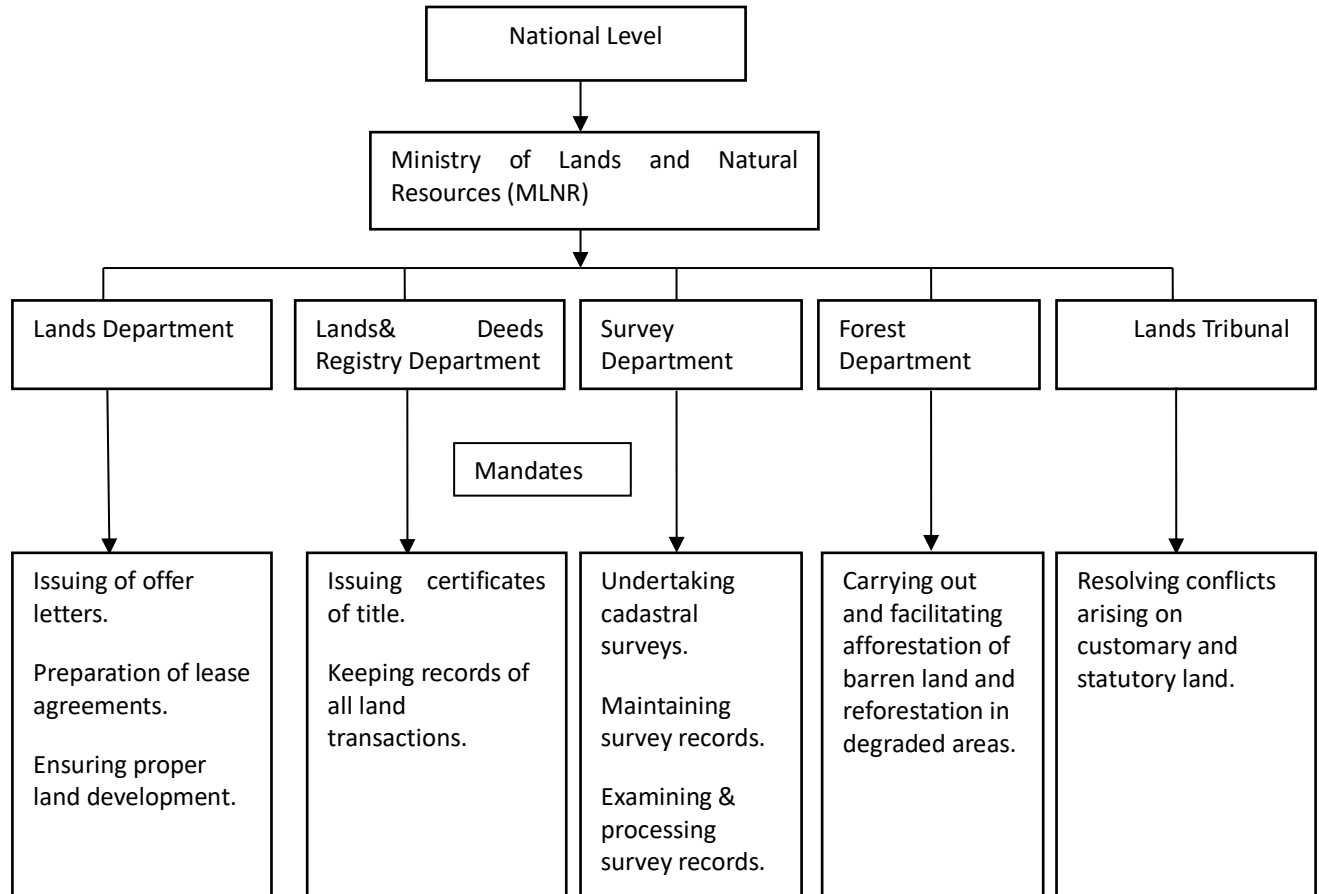 National Level
Ministry of Lands and Natural
Resources (MLNR)
Lands Department
Lands& Deeds
Registry Department
Survey
Department
Forest
Department
Lands Tribunal
Mandates
Issuing of offer
letters.
Preparation of lease
agreements.
Ensuring proper
land development.
Issuing certificates
of title.
Keeping records of
all land
transactions.
Undertaking
cadastral
surveys.
Maintaining
survey records.
Examining &
processing
survey records.
Carrying out
and facilitating
afforestation of
barren land and
reforestation in
degraded areas.
Resolving conflicts
arising on
customary and
statutory land.